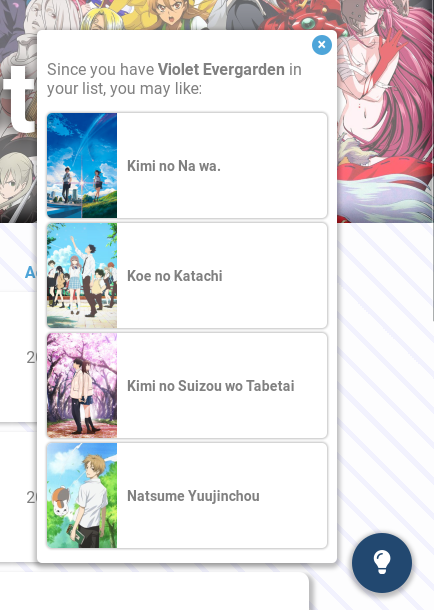 Since you have Violet Evergarden in
your list, you may like:
Kimi no Na wa.
Koe no Katachi
Kimi no Suizou wo Tabetai
Natsume Yuujinchou